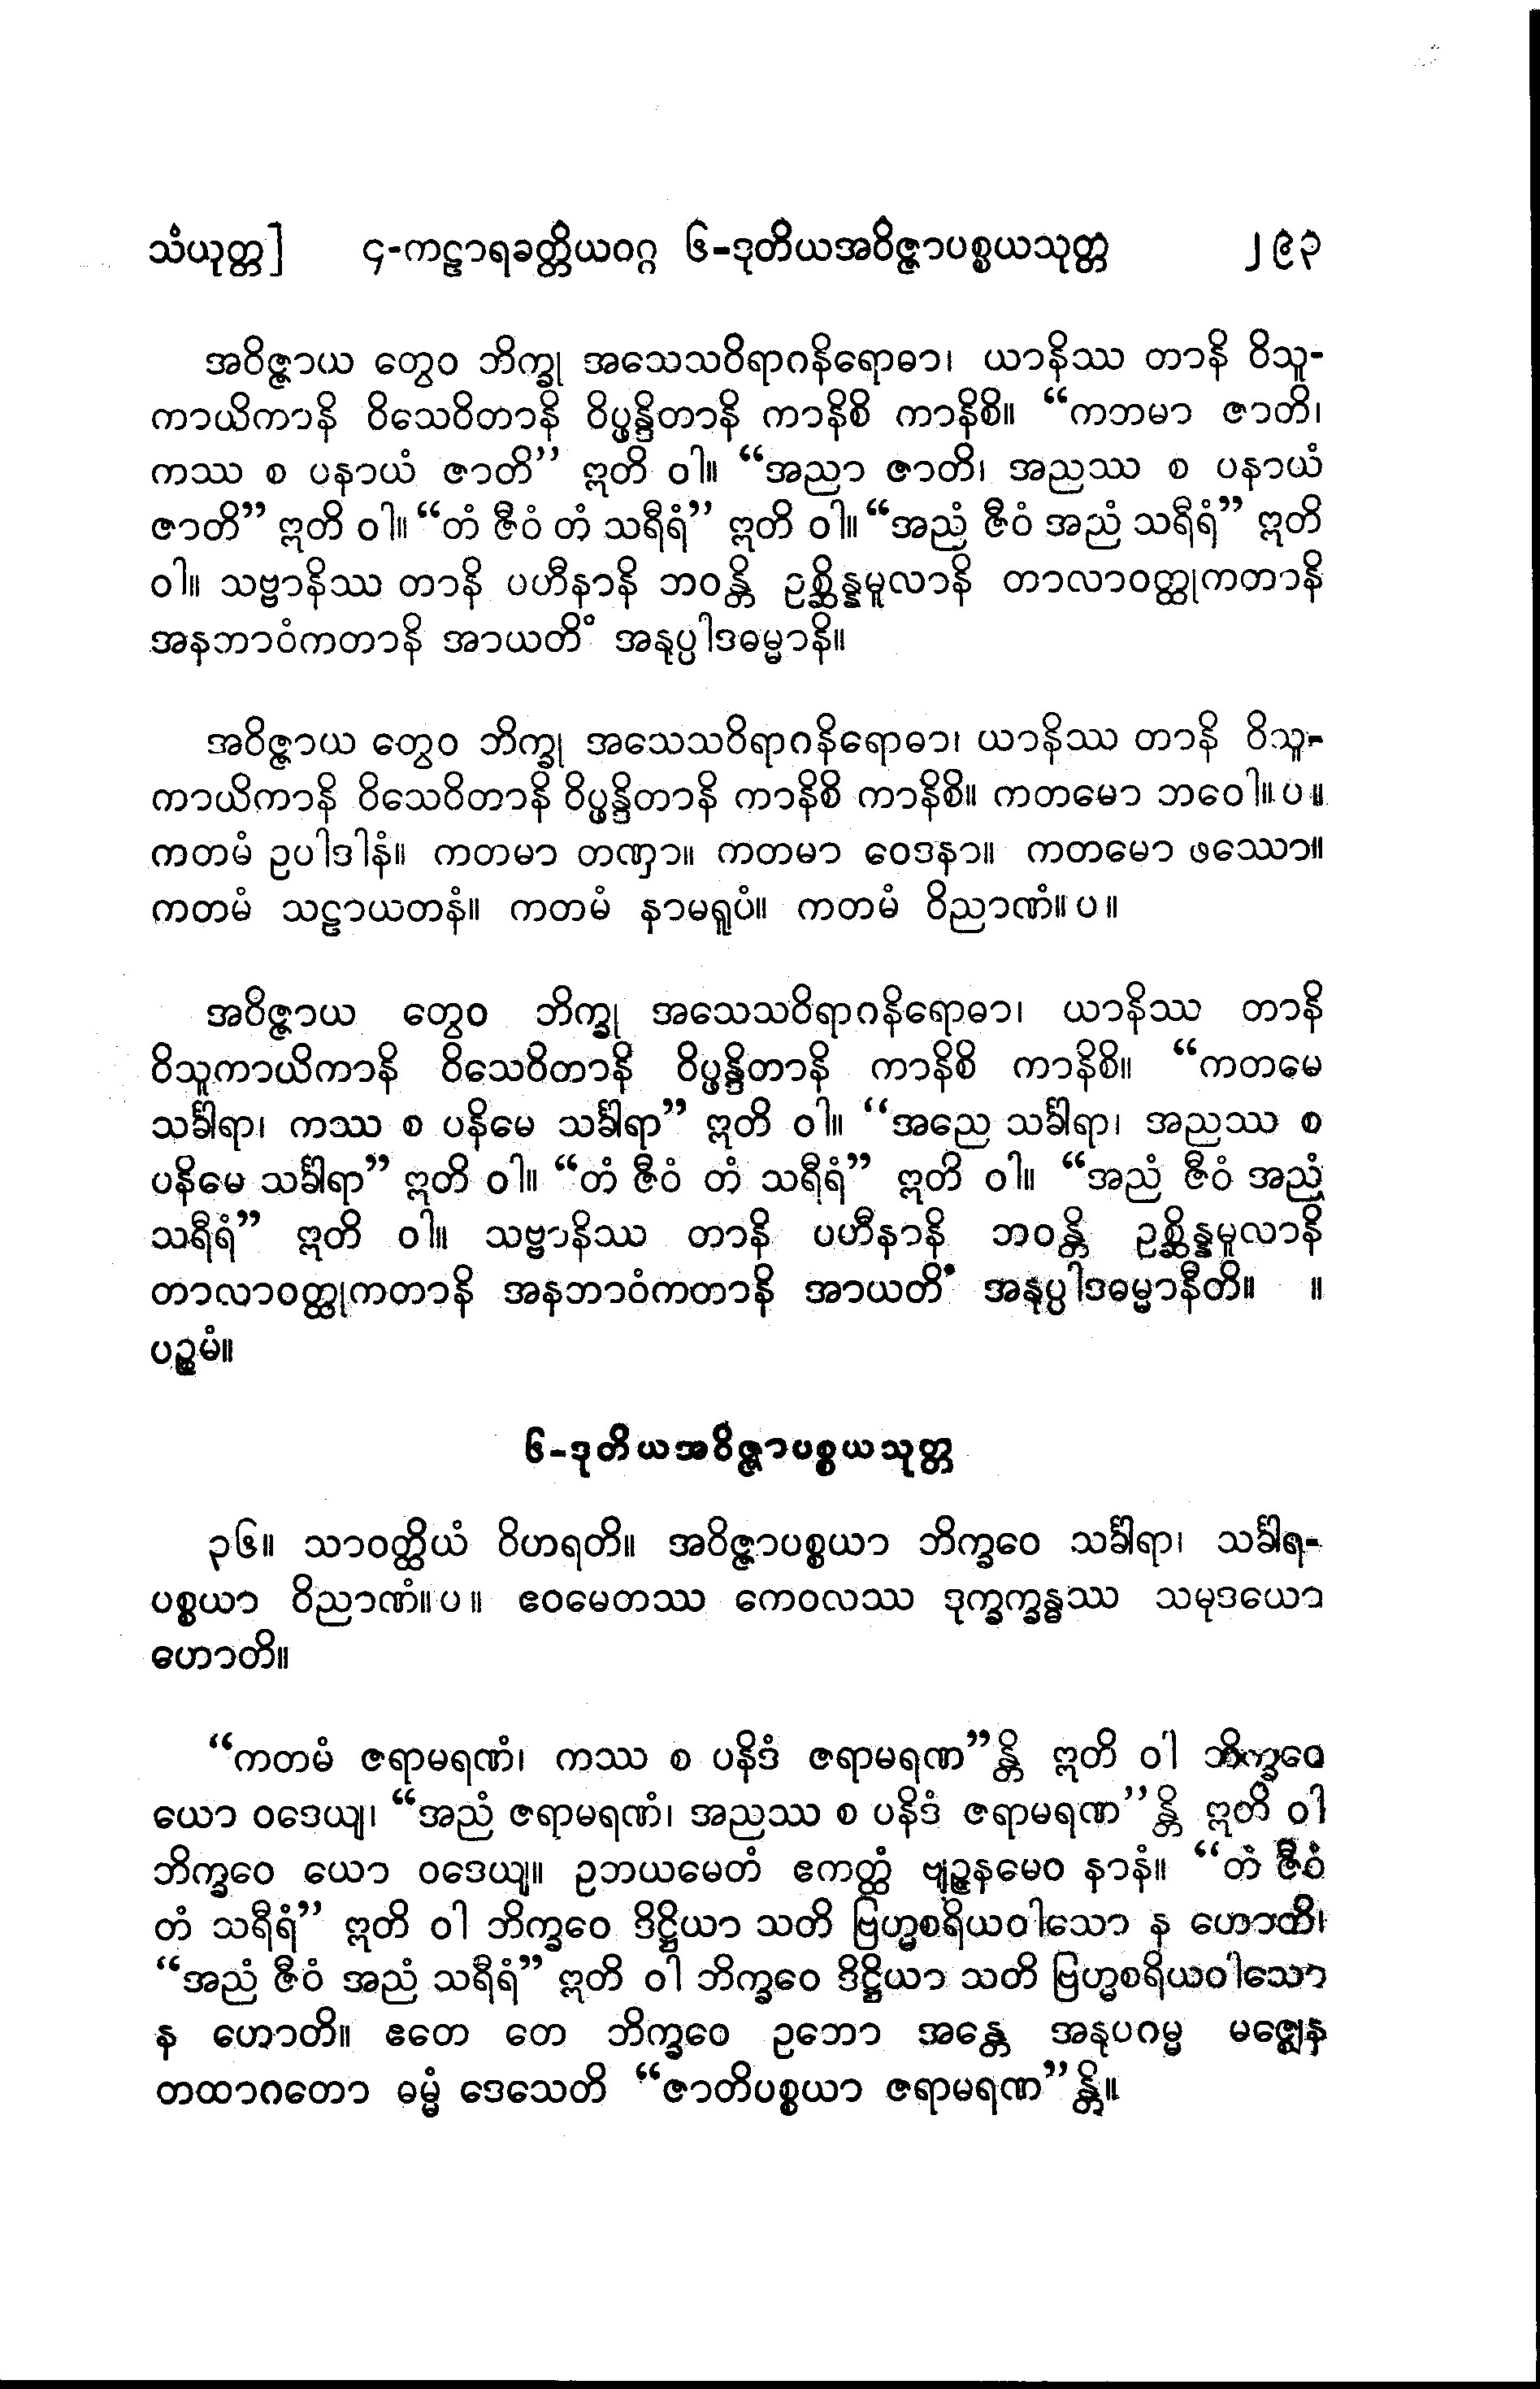 သံယုတ္တ] ၄-ကဠာရခတ္တိယဝဂ္ဂ ၆-ဒုတိယအဝိဇ္ဇာပစ္စယသုတ္တ ၂၉၃
အဝိဇ္ဇာယ တွေဝ ဘိက္ခု အသေသဝိရာဂနိရောဓာ၊ ယာနိဿ တာနိ ဝိသူ-
ကာယိကာနိ ဝိသေဝိတာနိ ဝိပ္ဖန္ဒိတာနိ ကာနိစိ ကာနိစိ။ “ကဘမာ ဇာတိ၊
ကဿ စ ပနာယံ ဇာတိ” ဣတိ ဝါ။ “အညာ ဇာတိ၊ အညဿ စ ပနာယံ
ဇာတိ” ဣတိ ဝါ။ “တံ ဇီဝံ တံ သရီရံ” ဣတိ ဝါ။ “အညံ ဇီဝံ အညံ သရီရံ” ဣတိ
ဝါ။ သဗ္ဗာနိဿ တာနိ ပဟီနာနိ ဘဝန္တိ ဥစ္ဆိန္နမူလာနိ တာလာဝတ္ထုကတာနိ
အနဘာဝံကတာနိ အာယတိံ အနုပ္ပါဒဓမ္မာနိ။
အဝိဇ္ဇာယ တွေဝ ဘိက္ခု အသေသဝိရာဂနိရောဓာ၊ ယာနိဿ တာနိ ဝိသူ-
ကာယိကာနိ ဝိသေဝိတာနိ ဝိပ္ဖန္ဒိတာနိ ကာနိစိ ကာနိစိ။ ကတမော ဘဝေါ။ပ။
ကတမံ ဥပါဒါနံ။ ကတမာ တဏှာ။ ကတမာ ဝေဒနာ။ ကတမော ဖဿော။
ကတမံ သဠာယတနံ။ ကတမံ နာမရူပံ။ ကတမံ ဝိညာဏံ။ပ။
အဝိဇ္ဇာယ တွေဝ ဘိက္ခု အသေသဝိရာဂနိရောဓာ၊ ယာနိဿ တာနိ
ဝိသူကာယိကာနိ ဝိသေဝိတာနိ ဝိပ္ဖန္ဒိတာနိ ကာနိစိ ကာနိစိ။ “ကတမေ
သင်္ခါရာ၊ ကဿ စ ပနိမေ သင်္ခါရာ” ဣတိ ဝါ။ “အညေ သင်္ခါရာ၊ အညဿ စ
ပနိမေ သင်္ခါရာ” ဣတိ ဝါ။ “တံ ဇီဝံ တံ သရီရံ” ဣတိ ဝါ။ “အညံ ဇီဝံ အညံ
သရီရံ” ဣတိ ဝါ။ သဗ္ဗာနိဿ တာနိ ပဟီနာနိ ဘဝန္တိ ဥစ္ဆိန္နမူလာနိ
တာလာဝတ္ထုကတာနိ အနဘာဝံကတာနိ အာယတိံ အနုပ္ပါဒဓမ္မာနီတိ။ ။
ပဉ္စမံ။
၆-ဒုတိယအဝိဇ္ဇာပစ္စယသုတ္တ
၃၆။ သာဝတ္ထိယံ ဝိဟရတိ။ အဝိဇ္ဇာပစ္စယာ ဘိက္ခဝေ သင်္ခါရာ၊ သင်္ခါရ-
ပစ္စယာ ဝိညာဏံ။ပ။ ဧဝမေတဿ ကေဝလဿ ဒုက္ခက္ခန္ဓဿ သမုဒယော
ဟောတိ။
“ကတမံ ဇရာမရဏံ၊ ကဿ စ ပနိဒံ ဇရာမရဏ”န္တိ ဣတိ ဝါ ဘိက္ခဝေ
ယော ဝဒေယျ၊ “အညံ ဇရာမရဏံ၊ အညဿ စ ပနိဒံ ဇရာမရဏ”န္တိ ဣတိ ဝါ
ဘိက္ခဝေ ယော ဝဒေယျ။ ဥဘယမေတံ ဧကတ္ထံ ဗျဉ္ဇနမေဝ နာနံ။ “တံ ဇီဝံ
တံ သရီရံ” ဣတိ ဝါ ဘိက္ခဝေ ဒိဋ္ဌိယာ သတိ ဗြဟ္မစရိယဝါသော န ဟောတိ၊
“အညံ ဇီဝံ အညံ သရီရံ” ဣတိ ဝါ ဘိက္ခဝေ ဒိဋ္ဌိယာ သတိ ဗြဟ္မစရိယဝါသော
န ဟောတိ။ ဧတေ တေ ဘိက္ခဝေ ဥဘော အန္တေ အနုပဂမ္မ မဇ္ဈေန
တထာဂတော ဓမ္မံ ဒေသေတိ “ဇာတိပစ္စယာ ဇရာမရဏ”န္တိ။